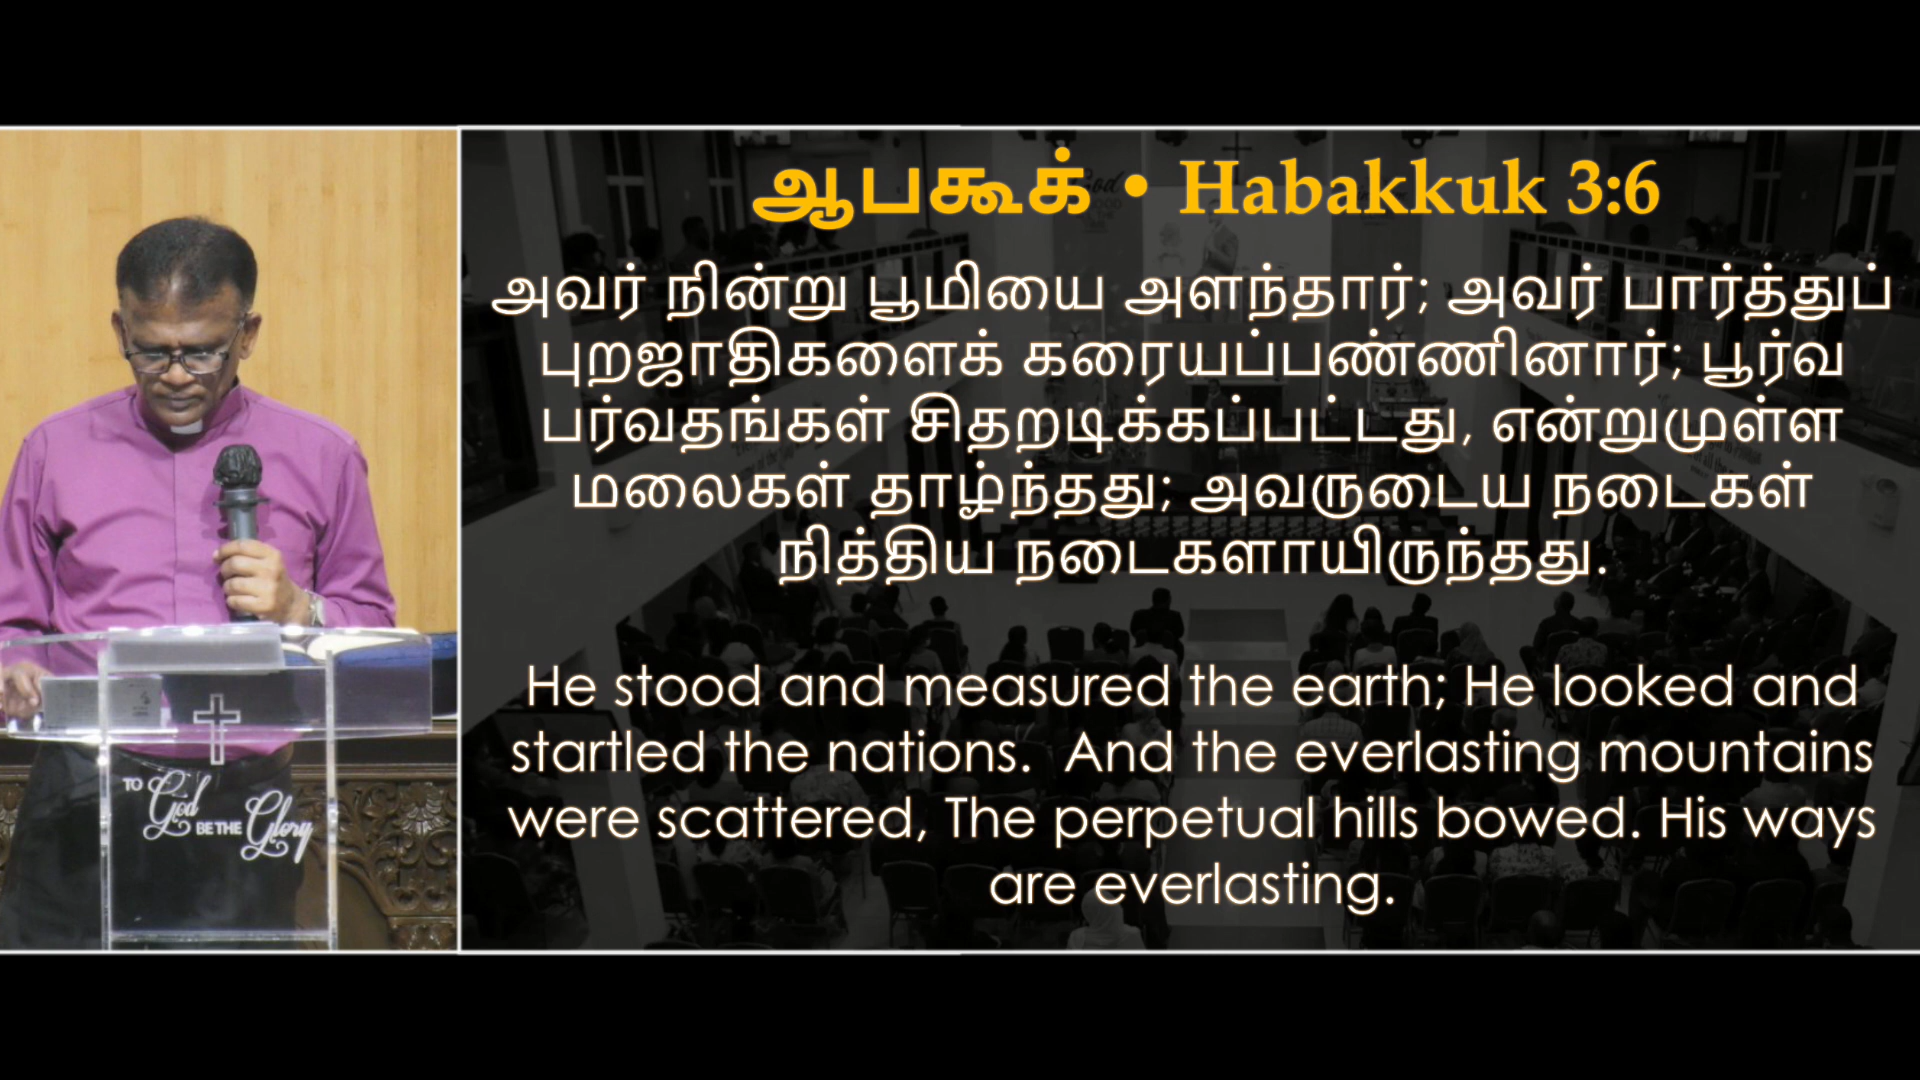 ஆபகூக் • Habakkuk 3:6
அவர் நின்று பூமியை அளந்தார்; அவர் பார்த்துப்
புறஜாதிகளைக் கரையப்பண்ணினார்; பூர்வ
பர்வதங்கள் சிதறடிக்கப்பட்டது, என்றுமுள்ள
மலைகள் தாழ்ந்தது; அவருடைய நடைகள்
நித்திய நடைகளாயிருந்தது.
He stood and measured the earth; He looked and
startled the nations.  And the everlasting mountains
were scattered, The perpetual hills bowed. His ways
are everlasting.
TO God BE THE Glory